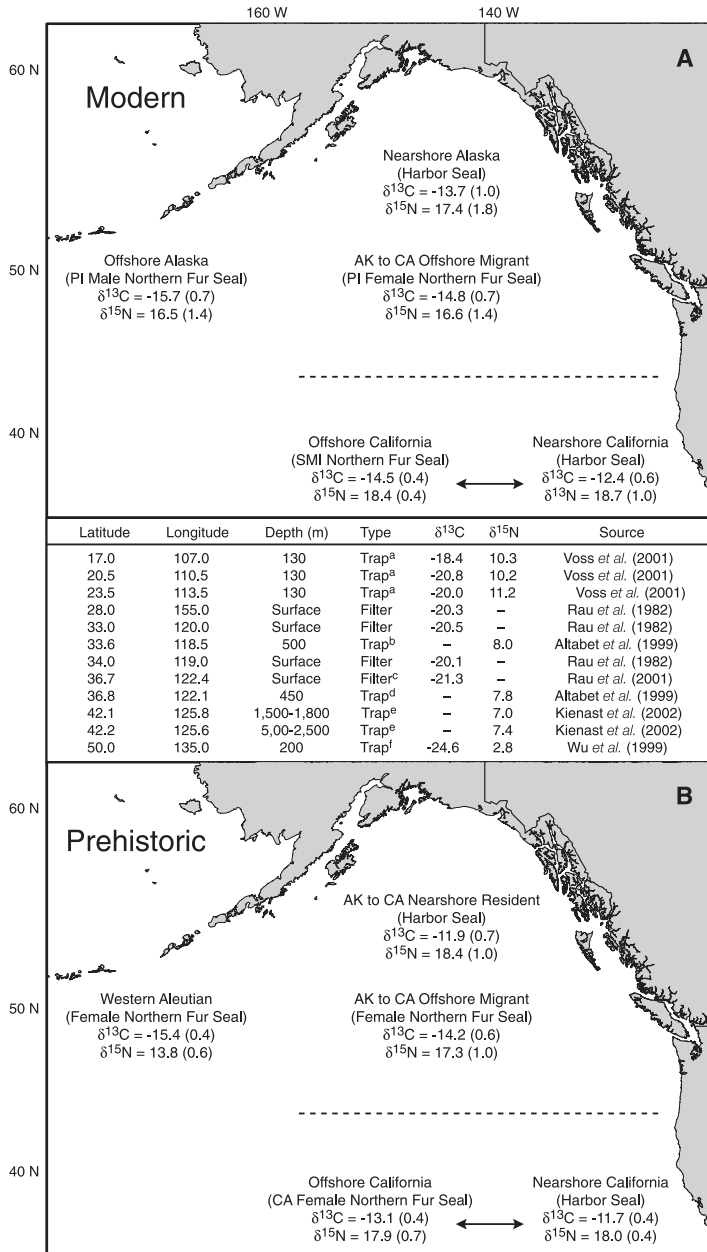 160 W 140 W
60 N
A
Modern
Nearshore Alaska
(Harbor Seal)
δ13C = -13.7 (1.0)
δ15N = 17.4 (1.8)
50 N
Offshore Alaska
(PI Male Northern Fur Seal)
δ13C = -15.7 (0.7)
δ15N = 16.5 (1.4)
AK to CA Offshore Migrant
(PI Female Northern Fur Seal)
δ13C = -14.8 (0.7)
δ15N = 16.6 (1.4)
40 N
Offshore California
(SMI Northern Fur Seal)
δ13C = -14.5 (0.4)
δ15N = 18.4 (0.4)
Nearshore California
(Harbor Seal)
δ13C = -12.4 (0.6)
δ13N = 18.7 (1.0)
Latitude Longitude Depth (m) Type δ13C δ15N Source
17.0 107.0 130 Trapa -18.4 10.3 Voss et al. (2001)
20.5 110.5 130 Trapa -20.8 10.2 Voss et al. (2001)
23.5 113.5 130 Trapa -20.0 11.2 Voss et al. (2001)
28.0 155.0 Surface Filter -20.3 – Rau et al. (1982)
33.0 120.0 Surface Filter -20.5 – Rau et al. (1982)
33.6 118.5 500 Trapb – 8.0 Altabet et al. (1999)
34.0 119.0 Surface Filter -20.1 – Rau et al. (1982)
36.7 122.4 Surface Filterc -21.3 – Rau et al. (2001)
36.8 122.1 450 Trapd – 7.8 Altabet et al. (1999)
42.1 125.8 1,500-1,800 Trape – 7.0 Kienast et al. (2002)
42.2 125.6 5,00-2,500 Trape – 7.4 Kienast et al. (2002)
50.0 135.0 200 Trapf -24.6 2.8 Wu et al. (1999)
60 N
B
Prehistoric
AK to CA Nearshore Resident
(Harbor Seal)
δ13C = -11.9 (0.7)
δ15N = 18.4 (1.0)
50 N
Western Aleutian
(Female Northern Fur Seal)
δ13C = -15.4 (0.4)
δ15N = 13.8 (0.6)
AK to CA Offshore Migrant
(Female Northern Fur Seal)
δ13C = -14.2 (0.6)
δ15N = 17.3 (1.0)
40 N
Offshore California
(CA Female Northern Fur Seal)
δ13C = -13.1 (0.4)
δ15N = 17.9 (0.7)
Nearshore California
(Harbor Seal)
δ13C = -11.7 (0.4)
δ15N = 18.0 (0.4)